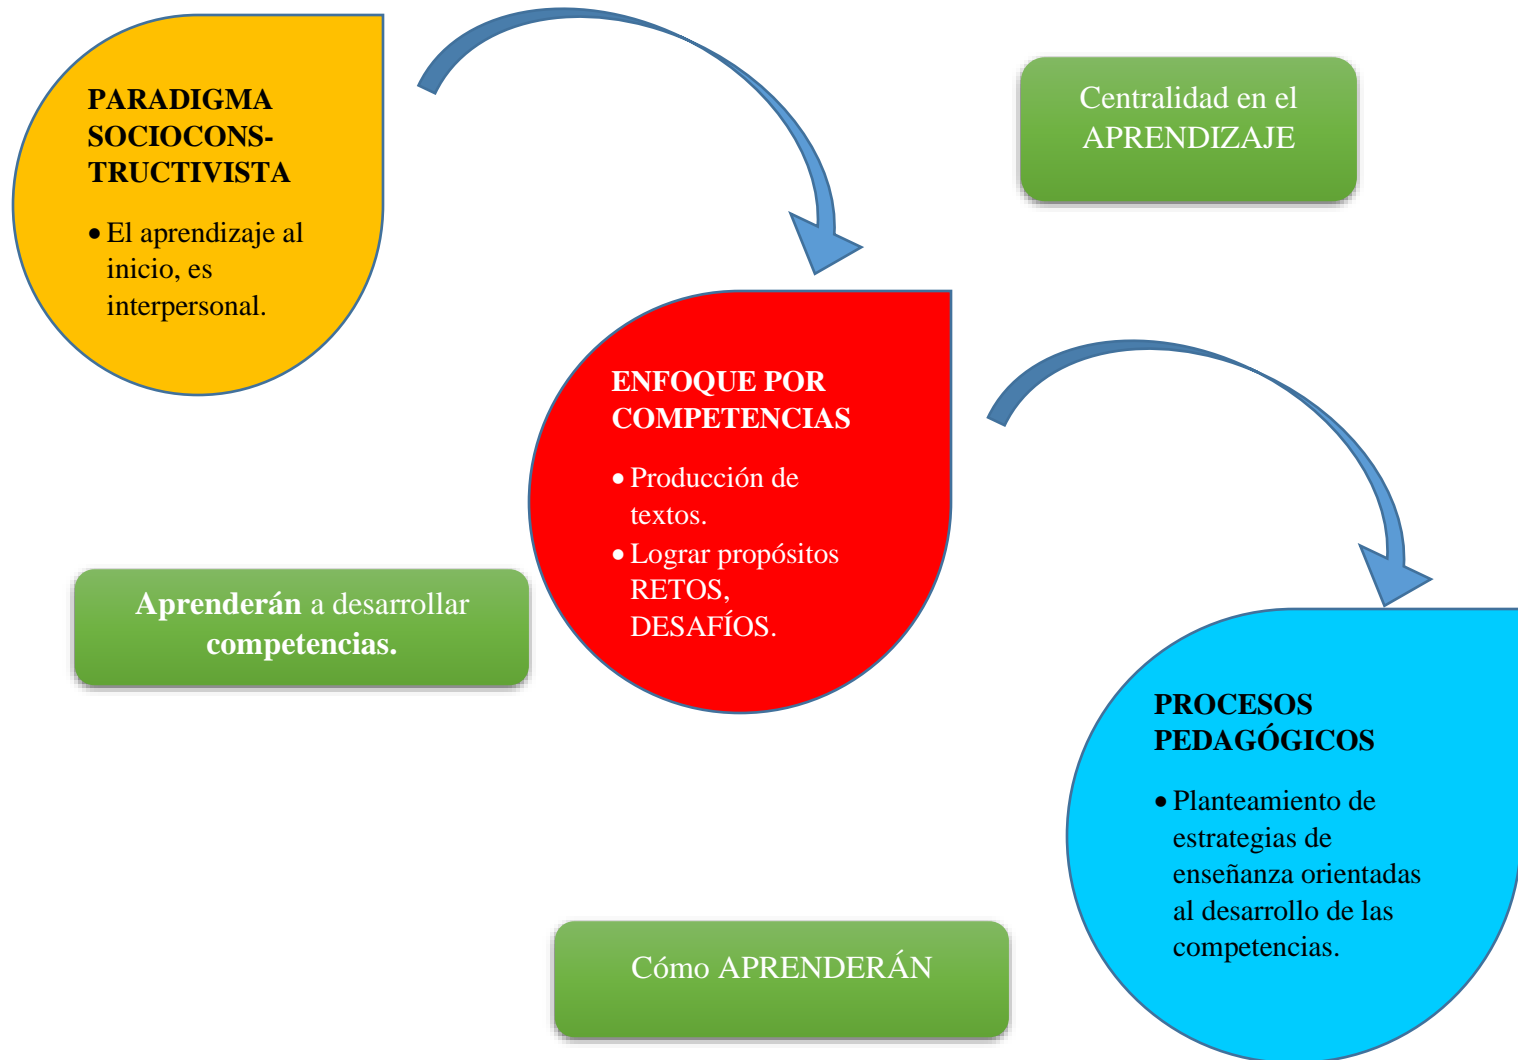 PARADIGMA
SOCIOCONS-
TRUCTIVISTA
• El aprendizaje al
inicio, es
interpersonal.
Centralidad en el
APRENDIZAJE
ENFOQUE POR
COMPETENCIAS
• Producción de
textos.
• Lograr propósitos
RETOS,
DESAFÍOS.
Aprenderán a desarrollar
competencias.
PROCESOS
PEDAGÓGICOS
• Planteamiento de
estrategias de
enseñanza orientadas
al desarrollo de las
competencias.
Cómo APRENDERÁN